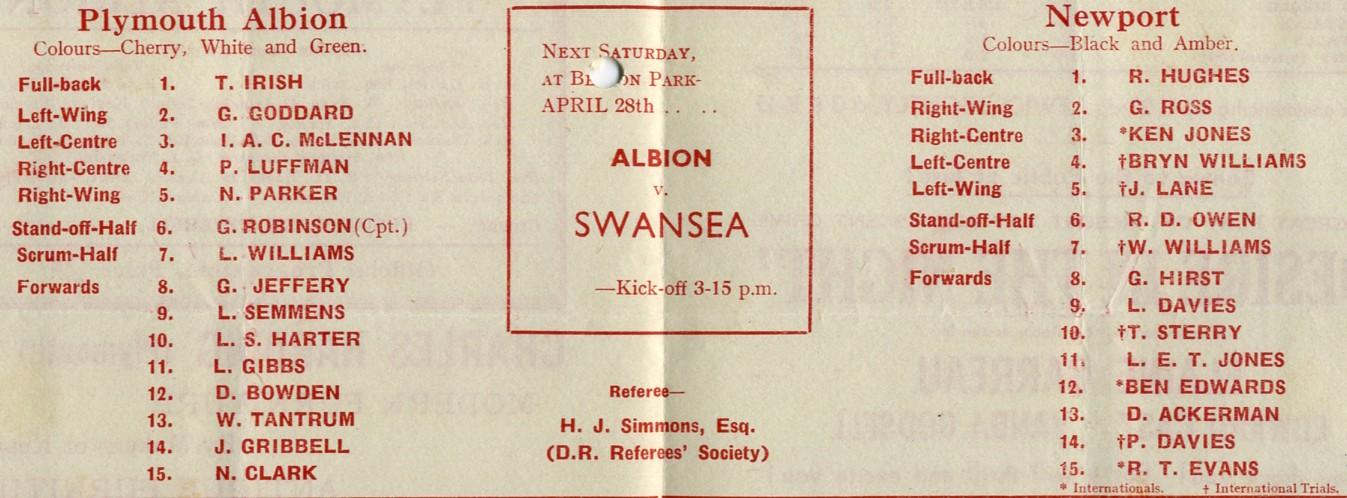 Plymouth Albion
Colours—Cherry, White and Green.
Full-back 1. T. IRISH
Left-Wing 2. G. GODDARD
Left-Centre 3. I. A. C. McLENNAN
Right-Centre 4. P. LUFFMAN
Right-Wing 5. N. PARKER
Stand-off-Half 6. G. ROBINSON (Cpt.)
Scrum-Half 7. L. WILLIAMS
Forwards 8. G. JEFFERY
9. L. SEMMENS
10. L. S. HARTER
11. L. GIBBS
12. D. BOWDEN
13. W. TANTRUM
14. J. GRIBBELL
15. N. CLARK
NEXT SATURDAY,
AT PARK-
APRIL 28th . . . .
ALBION
v.
SWANSEA
—Kick-off 3-15 p.m.
Referee—
H. J. Simmons, Esq.
(D.R. Referees' Society)
Newport
Colours—Black and Amber.
Full-back 1. R. HUGHES
Right-Wing 2. G. ROSS
Right-Centre 3. *KEN JONES
Left-Centre 4. †BRYN WILLIAMS
Left-Wing 5. †J. LANE
Stand-off-Half 6. R. D. OWEN
Scrum-Half 7. †W. WILLIAMS
Forwards 8. G. HIRST
9. L. DAVIES
10. †T. STERRY
11. L. E. T. JONES
12. *BEN EDWARDS
13. D. ACKERMAN
14. †P. DAVIES
15. *R. T. EVANS
* Internationals. † International Trials.